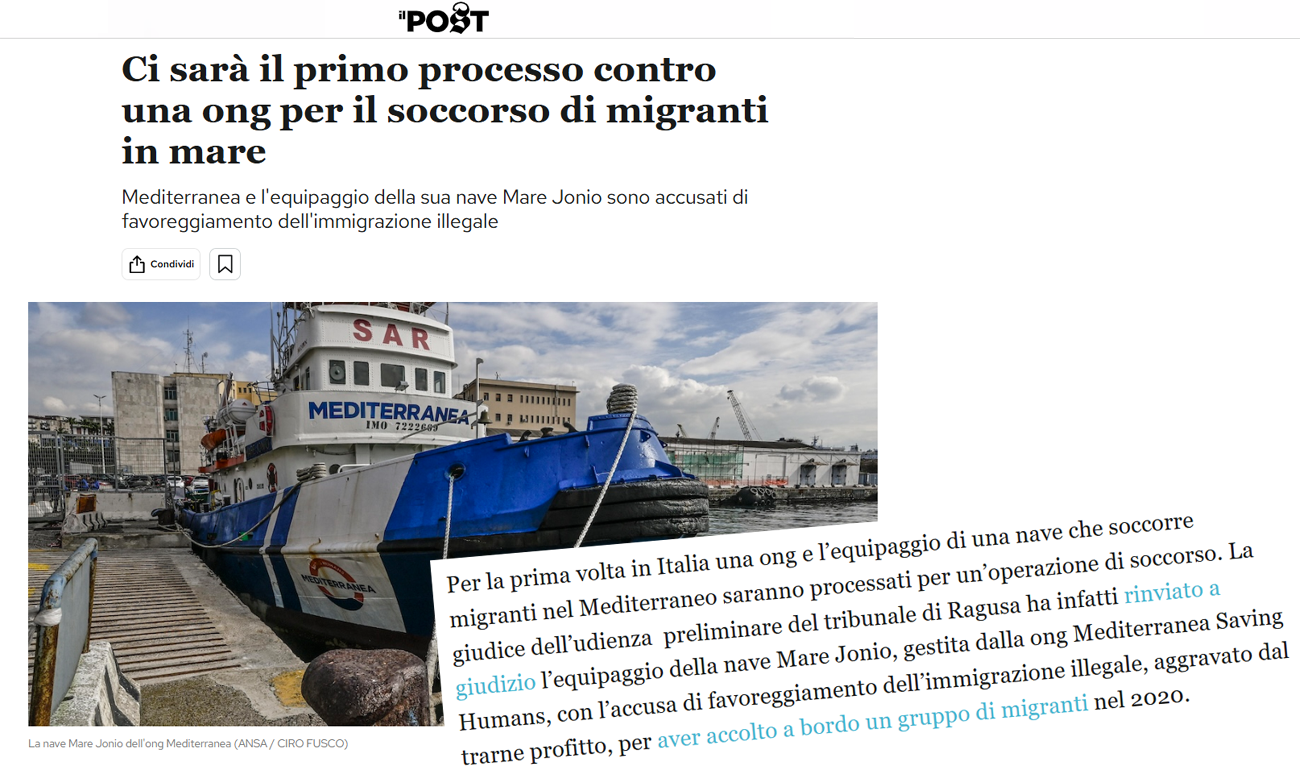 il POST
Ci sarà il primo processo contro
una ong per il soccorso di migranti
in mare
Mediterranea e l'equipaggio della sua nave Mare Jonio sono accusati di
favoreggiamento dell'immigrazione illegale
Condividi
SAR
MEDITERRANEA
IMO 7222669
MEDITERRANEA
La nave Mare Jonio dell'ong Mediterranea (ANSA / CIRO FUSCO)
Per la prima volta in Italia una ong e l’equipaggio di una nave che soccorre
migranti nel Mediterraneo saranno processati per un’operazione di soccorso. La
giudice dell’udienza preliminare del tribunale di Ragusa ha infatti rinviato a
giudizio l’equipaggio della nave Mare Jonio, gestita dalla ong Mediterranea Saving
Humans, con l’accusa di favoreggiamento dell’immigrazione illegale, aggravato dal
trarne profitto, per aver accolto a bordo un gruppo di migranti nel 2020.